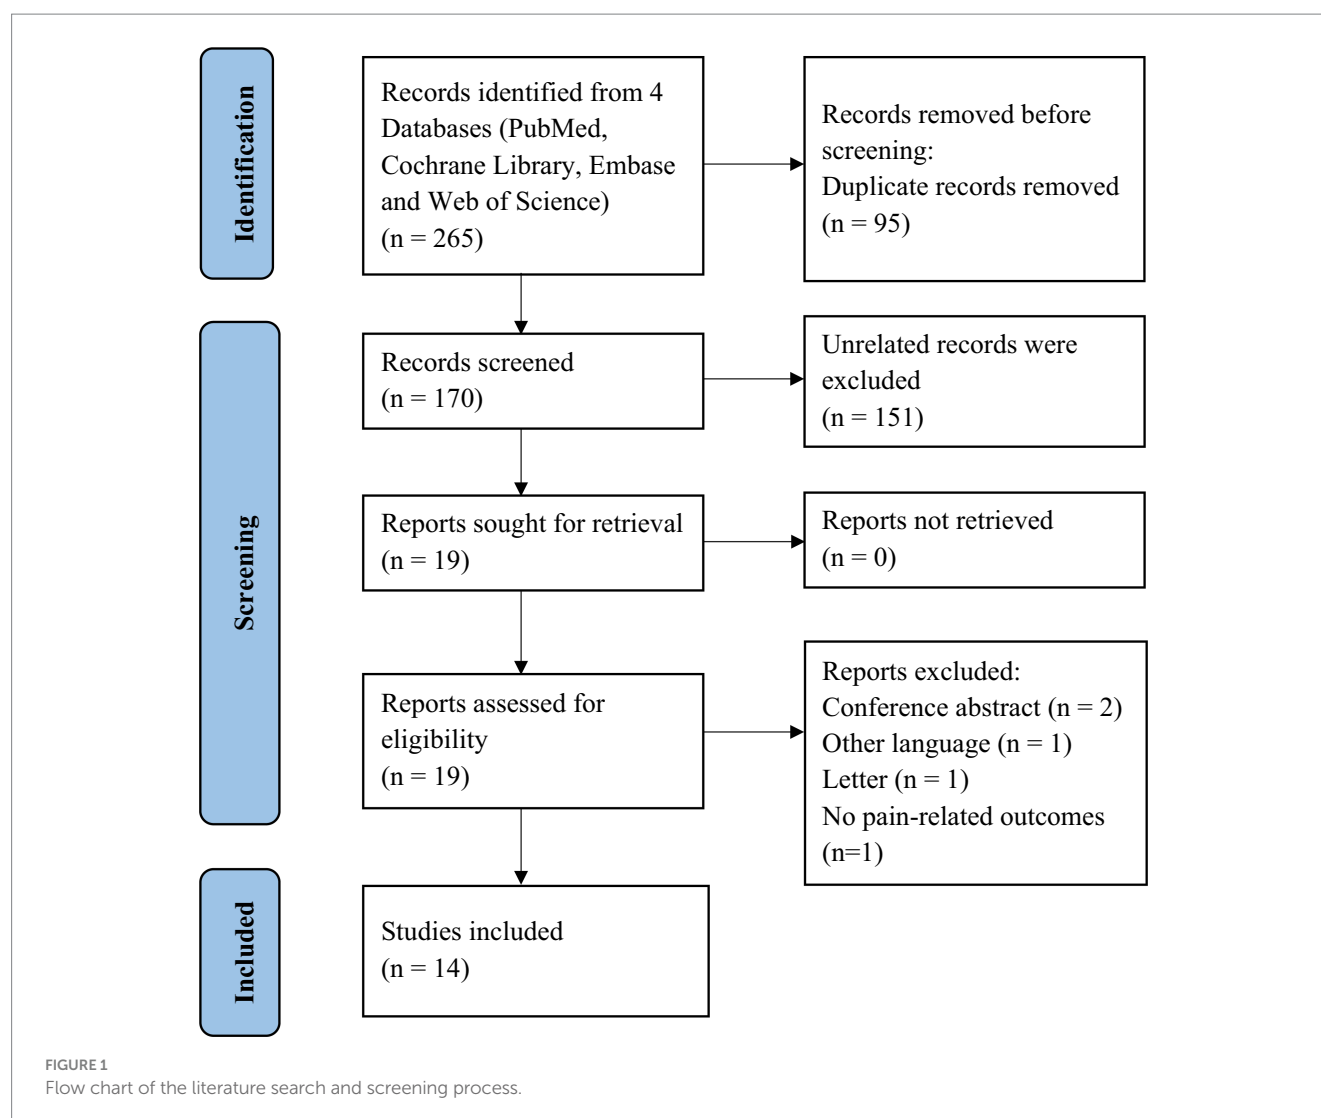 Identification
Records identified from 4
Databases (PubMed,
Cochrane Library, Embase
and Web of Science)
(n = 265)
Records removed before
screening:
Duplicate records removed
(n = 95)
Screening
Records screened
(n = 170)
Unrelated records were
excluded
(n = 151)
Reports sought for retrieval
(n = 19)
Reports not retrieved
(n = 0)
Reports assessed for
eligibility
(n = 19)
Reports excluded:
Conference abstract (n = 2)
Other language (n = 1)
Letter (n = 1)
No pain-related outcomes
(n=1)
Included
Studies included
(n = 14)
FIGURE 1
Flow chart of the literature search and screening process.